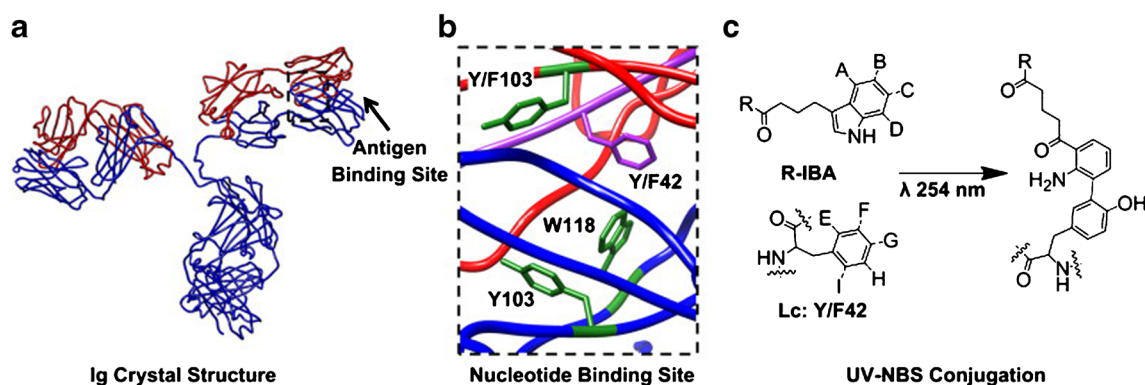 a
Antigen
Binding Site
Ig Crystal Structure
b
Y/F103
Y/F42
W118
Y103
Nucleotide Binding Site
c
A
B
C
D
R
O
NH
R-IBA
O
E
F
G
H
I
HN
Lc: Y/F42
λ 254 nm
R
O
O
H₂N
OH
O
N
H
UV-NBS Conjugation